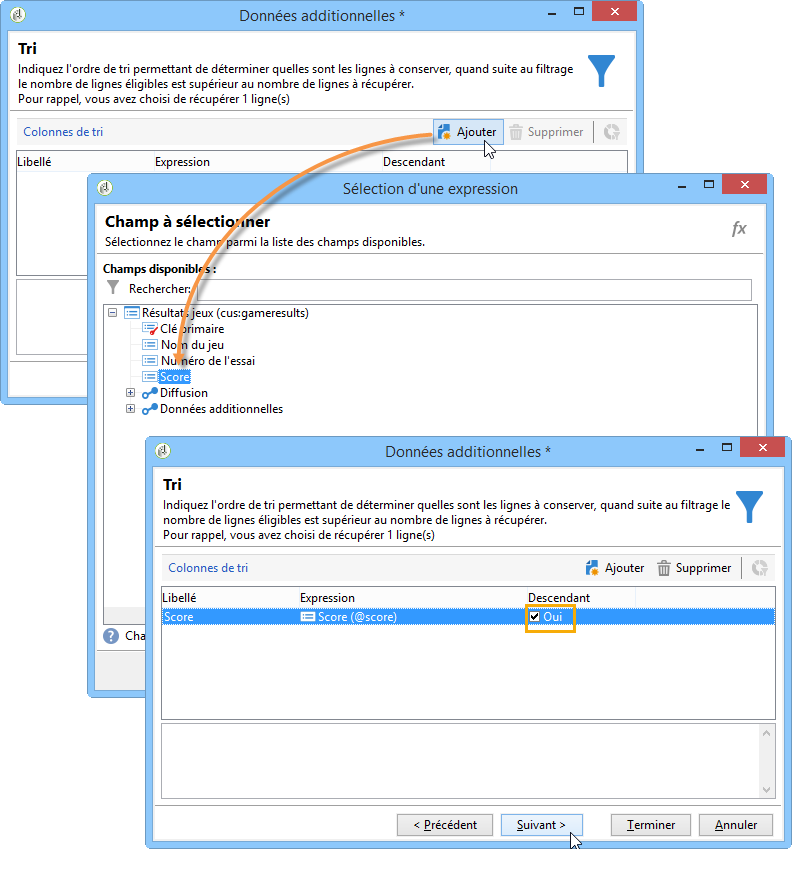 Données additionnelles *
Tri
Indiquez l'ordre de tri permettant de déterminer quelles sont les lignes à conserver, quand suite au filtrage
le nombre de lignes éligibles est supérieur au nombre de lignes à récupérer.
Pour rappel, vous avez choisi de récupérer 1 ligne(s)
Colonnes de tri
Ajouter
Supprimer
Libellé Expression Descendant
Sélection d'une expression
Champ à sélectionner
fx
Sélectionnez le champ parmi la liste des champs disponibles.
Champs disponibles :
Rechercher:
Résultats jeux (cus:gameresults)
Clé primaire
Nom du jeu
Numéro de l'essai
Score
Diffusion
Données additionnelles
Données additionnelles *
Tri
Indiquez l'ordre de tri permettant de déterminer quelles sont les lignes à conserver, quand suite au filtrage le
nombre de lignes éligibles est supérieur au nombre de lignes à récupérer.
Pour rappel, vous avez choisi de récupérer 1 ligne(s)
Colonnes de tri
Ajouter
Supprimer
Libellé Expression Descendant
Score Score (@score) Oui
? Cha
< Précédent Suivant > Terminer Annuler